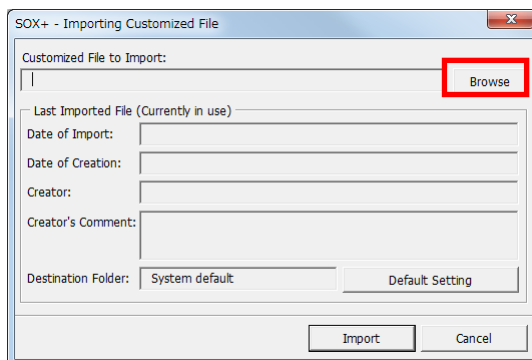 SOX+ - Importing Customized File
Customized File to Import:
Browse
Last Imported File (Currently in use)
Date of Import:
Date of Creation:
Creator:
Creator's Comment:
Destination Folder: System default Default Setting
Import Cancel